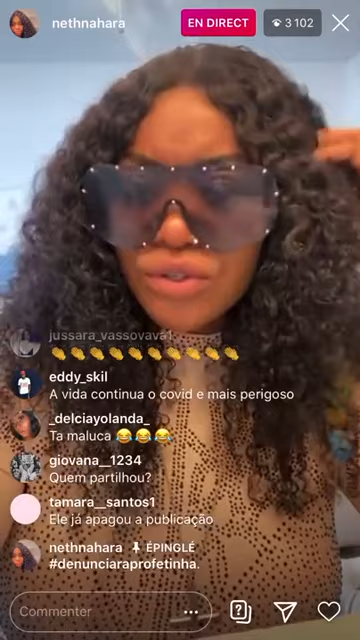 nethnahara
EN DIRECT
3 102
jussara_vassovava1
👏👏👏👏👏👏👏👏👏👏
eddy_skil
A vida continua o covid e mais perigoso
_delciayolanda_
Ta maluca 😂😂😂
giovana__1234
Quem partilhou?
tamara__santos1
Ele já apagou a publicação
nethnahara 📌 ÉPINGLÉ
#denunciaraprofetinha.
Commenter